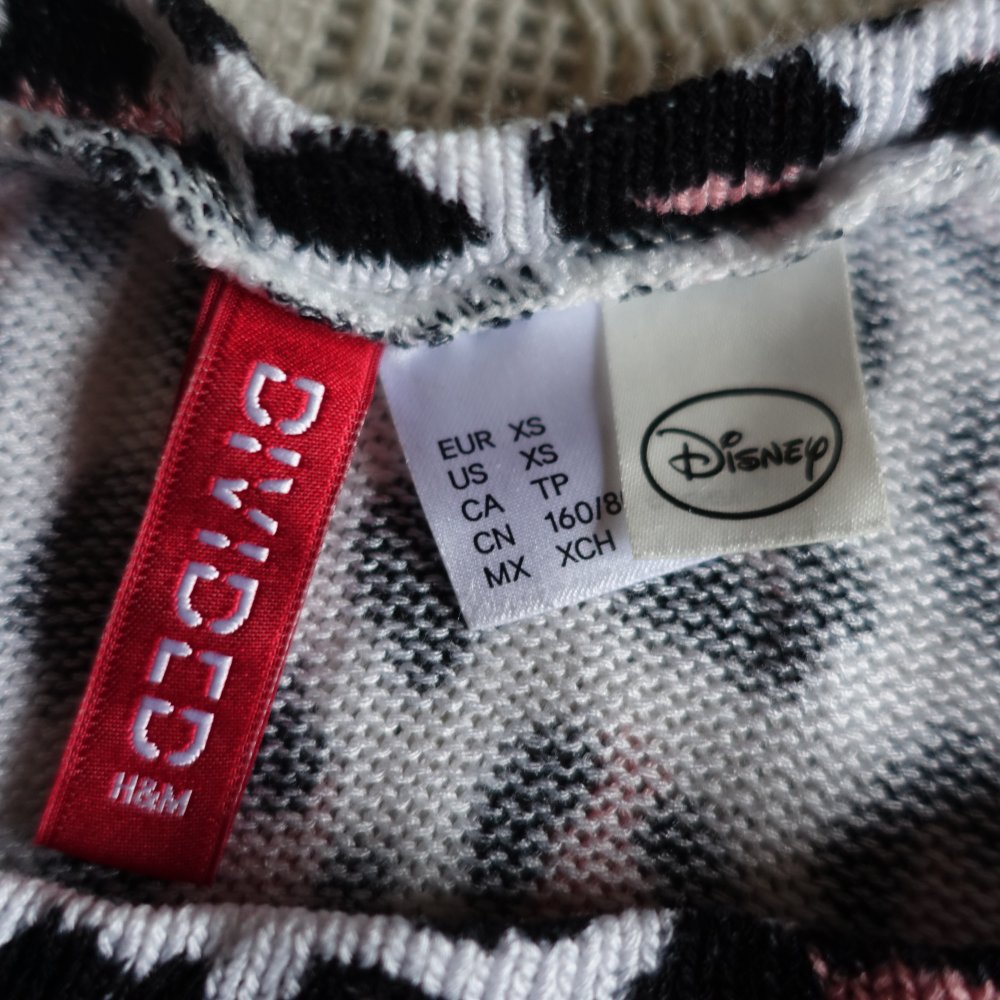 DIVIDED
H&M
EUR XS
US XS
CA TP
CN 160/8
MX XCH
Disney